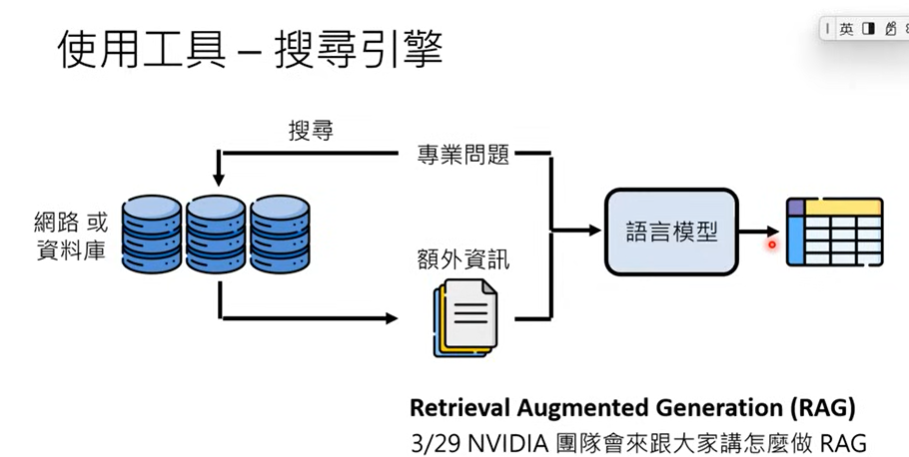 使用工具 – 搜尋引擎
英
搜尋
專業問題
網路 或
資料庫
語言模型
額外資訊
Retrieval Augmented Generation (RAG)
3/29 NVIDIA 團隊會來跟大家講怎麼做 RAG